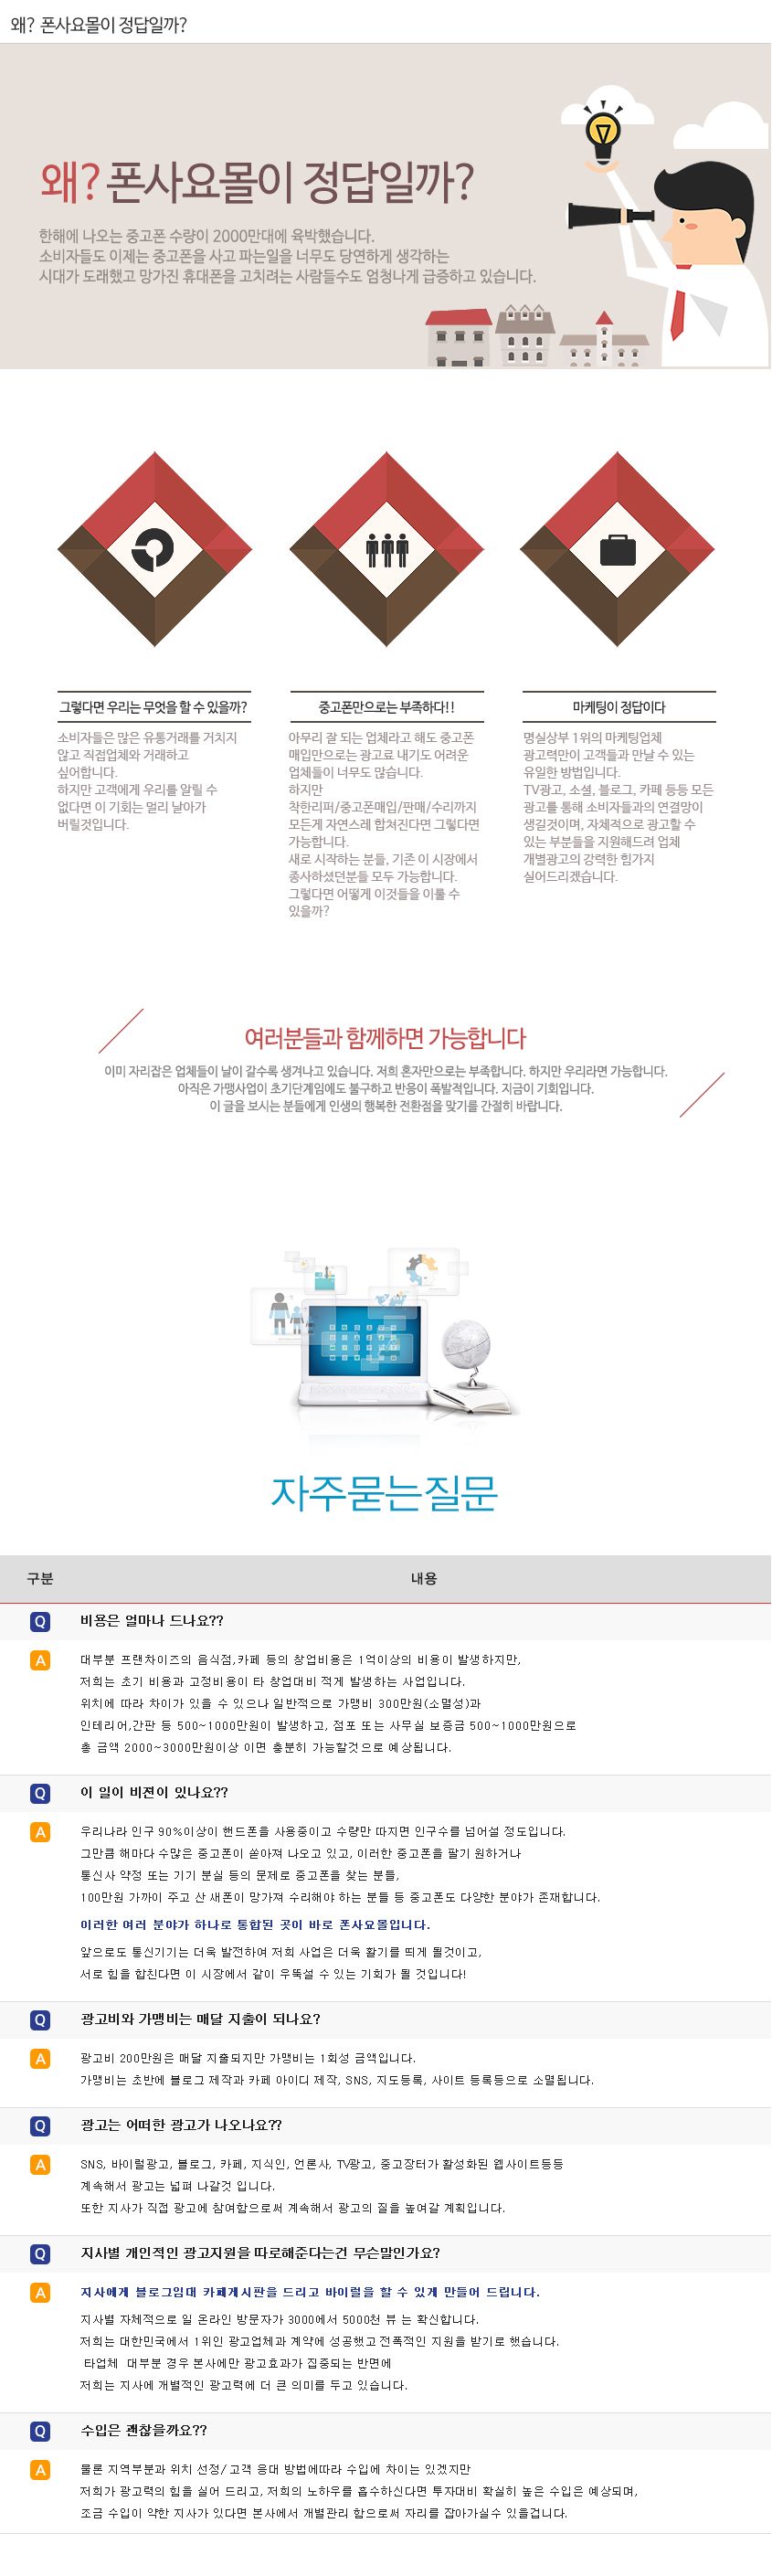 왜? 폰사요몰이 정답일까?
왜? 폰사요몰이 정답일까?
한해에 나오는 중고폰 수량이 2000만대에 육박했습니다.
소비자들도 이제는 중고폰을 사고 파는일을 너무도 당연하게 생각하는
시대가 도래했고 망가진 휴대폰을 고치려는 사람들수도 엄청나게 급증하고 있습니다.
그렇다면 우리는 무엇을 할 수 있을까?
소비자들은 많은 유통거래를 거치지
않고 직접업체와 거래하고
싶어합니다.
하지만 고객에게 우리를 알릴 수
없다면 이 기회는 멀리 날아가
버릴것입니다.
중고폰만으로는 부족하다!!
아무리 잘 되는 업체라고 해도 중고폰
매입만으로는 광고료 내기도 어려운
업체들이 너무도 많습니다.
하지만
착한리퍼/중고폰매입/판매/수리까지
모든게 자연스레 합쳐진다면 그렇다면
가능합니다.
새로 시작하는 분들, 기존 이 시장에서
종사하셨던분들 모두 가능합니다.
그렇다면 어떻게 이것들을 이룰 수
있을까?
마케팅이 정답이다
명실상부 1위의 마케팅업체
광고력만이 고객들과 만날 수 있는
유일한 방법입니다.
TV광고, 소셜, 블로그, 카페 등등 모든
광고를 통해 소비자들과의 연결망이
생길것이며, 자체적으로 광고할 수
있는 부분들을 지원해드려 업체
개별광고의 강력한 힘가지
실어드리겠습니다.
여러분들과 함께하면 가능합니다
이미 자리잡은 업체들이 날이 갈수록 생겨나고 있습니다. 저희 혼자만으로는 부족합니다. 하지만 우리라면 가능합니다.
아직은 가맹사업이 초기단계임에도 불구하고 반응이 폭발적입니다. 지금이 기회입니다.
이 글을 보시는 분들에게 인생의 행복한 전환점을 맞기를 간절히 바랍니다.
자주묻는질문
구분 내용
Q 비용은 얼마나 드나요??
A 대부분 프랜차이즈의 음식점,카페 등의 창업비용은 1억이상의 비용이 발생하지만,
저희는 초기 비용과 고정비용이 타 창업대비 적게 발생하는 사업입니다.
위치에 따라 차이가 있을 수 있으나 일반적으로 가맹비 300만원(소멸성)과
인테리어,간판 등 500~1000만원이 발생하고, 점포 또는 사무실 보증금 500~1000만원으로
총 금액 2000~3000만원이상 이면 충분히 가능할것으로 예상됩니다.
Q 이 일이 비젼이 있나요??
A 우리나라 인구 90%이상이 핸드폰을 사용중이고 수량만 따지면 인구수를 넘어설 정도입니다.
그만큼 해마다 수많은 중고폰이 쏟아져 나오고 있고, 이러한 중고폰을 팔기 원하거나
통신사 약정 또는 기기 분실 등의 문제로 중고폰을 찾는 분들,
100만원 가까이 주고 산 새폰이 망가져 수리해야 하는 분들 등 중고폰도 다양한 분야가 존재합니다.
이러한 여러 분야가 하나로 통합된 곳이 바로 폰사요몰입니다.
앞으로도 통신기기는 더욱 발전하여 저희 사업은 더욱 활기를 띄게 될것이고,
서로 힘을 합친다면 이 시장에서 같이 우뚝설 수 있는 기회가 될 것입니다!
Q 광고비와 가맹비는 매달 지출이 되나요?
A 광고비 200만원은 매달 지출되지만 가맹비는 1회성 금액입니다.
가맹비는 초반에 블로그 제작과 카페 아이디 제작, SNS, 지도등록, 사이트 등록등으로 소멸됩니다.
Q 광고는 어떠한 광고가 나오나요??
A SNS, 바이럴광고, 블로그, 카페, 지식인, 언론사, TV광고, 중고장터가 활성화된 웹사이트등등
계속해서 광고는 넓펴 나갈것 입니다.
또한 지사가 직접 광고에 참여함으로써 계속해서 광고의 질을 높여갈 계획입니다.
Q 지사별 개인적인 광고지원을 따로해준다는건 무슨말인가요?
A 지사에게 블로그임대 카페게시판을 드리고 바이럴을 할 수 있게 만들어 드립니다.
지사별 자체적으로 일 온라인 방문자가 3000에서 5000천 뷰 는 확신합니다.
저희는 대한민국에서 1위인 광고업체과 계약에 성공했고 전폭적인 지원을 받기로 했습니다.
타업체 대부분 경우 본사에만 광고효과가 집중되는 반면에
저희는 지사에 개별적인 광고력에 더 큰 의미를 두고 있습니다.
Q 수입은 괜찮을까요??
A 물론 지역부분과 위치 선정/고객 응대 방법에따라 수입에 차이는 있겠지만
저희가 광고력의 힘을 실어 드리고, 저희의 노하우를 흡수하신다면 투자대비 확실히 높은 수입은 예상되며,
조금 수입이 약한 지사가 있다면 본사에서 개별관리 함으로써 자리를 잡아가실수 있을겁니다.